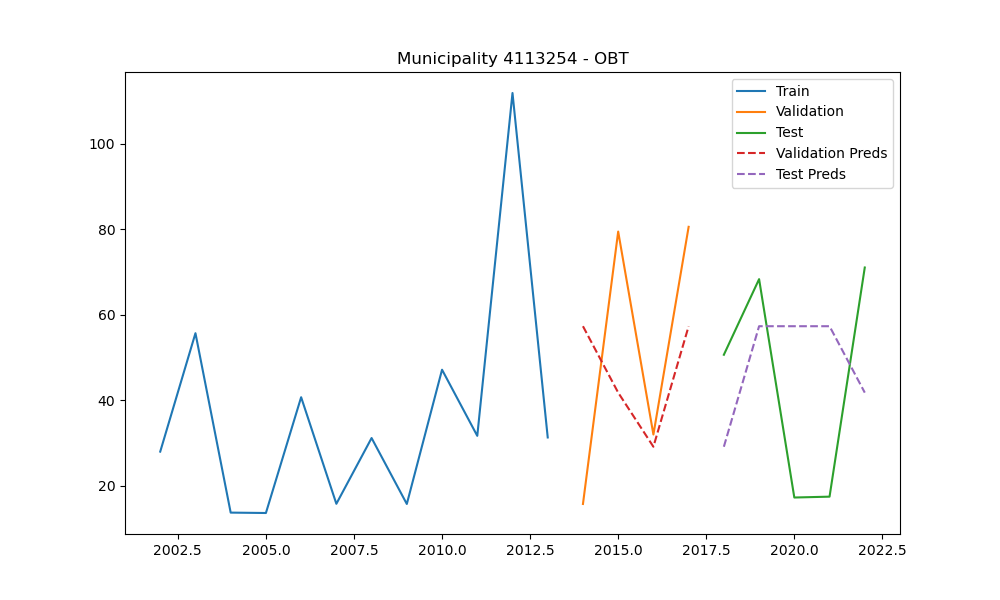 Municipality 4113254 - OBT
Train
Validation
Test
Validation Preds
Test Preds
100
80
60
40
20
2002.5 2005.0 2007.5 2010.0 2012.5 2015.0 2017.5 2020.0 2022.5